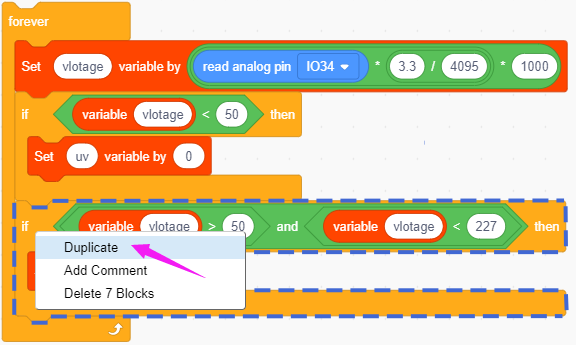 forever
Set vlotage variable by read analog pin IO34 * 3.3 / 4095 * 1000
if variable vlotage < 50 then
Set uv variable by 0
if variable vlotage > 50 and variable vlotage < 227 then
Duplicate
Add Comment
Delete 7 Blocks